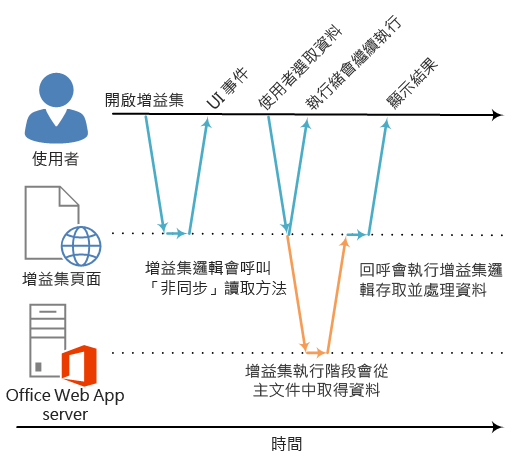 開啟增益集
UI 事件
使用者選取資料
執行緒會繼續執行
顯示結果
使用者
增益集頁面
增益集邏輯會呼叫
「非同步」讀取方法
回呼會執行增益集邏
輯存取並處理資料
Office Web App
server
增益集執行階段會從
主文件中取得資料
時間